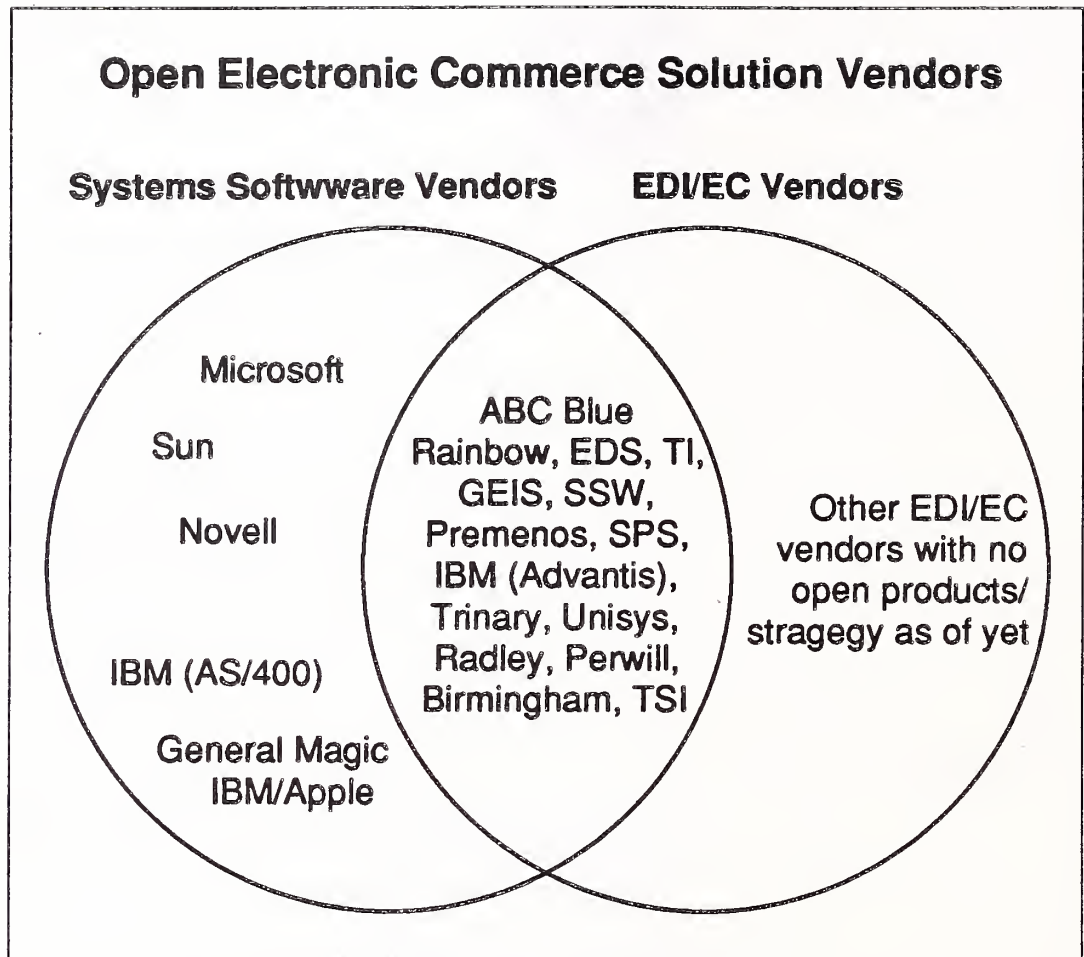 Open Electronic Commerce Solution Vendors
Systems Softwware Vendors
EDI/EC Vendors
Microsoft
Sun
Novell
IBM (AS/400)
General Magic
IBM/Apple
ABC Blue
Rainbow, EDS, TI,
GEIS, SSW,
Premenos, SPS,
IBM (Advantis),
Trinary, Unisys,
Radley, Perwill,
Birmingham, TSI
Other EDI/EC
vendors with no
open products/
stragegy as of yet